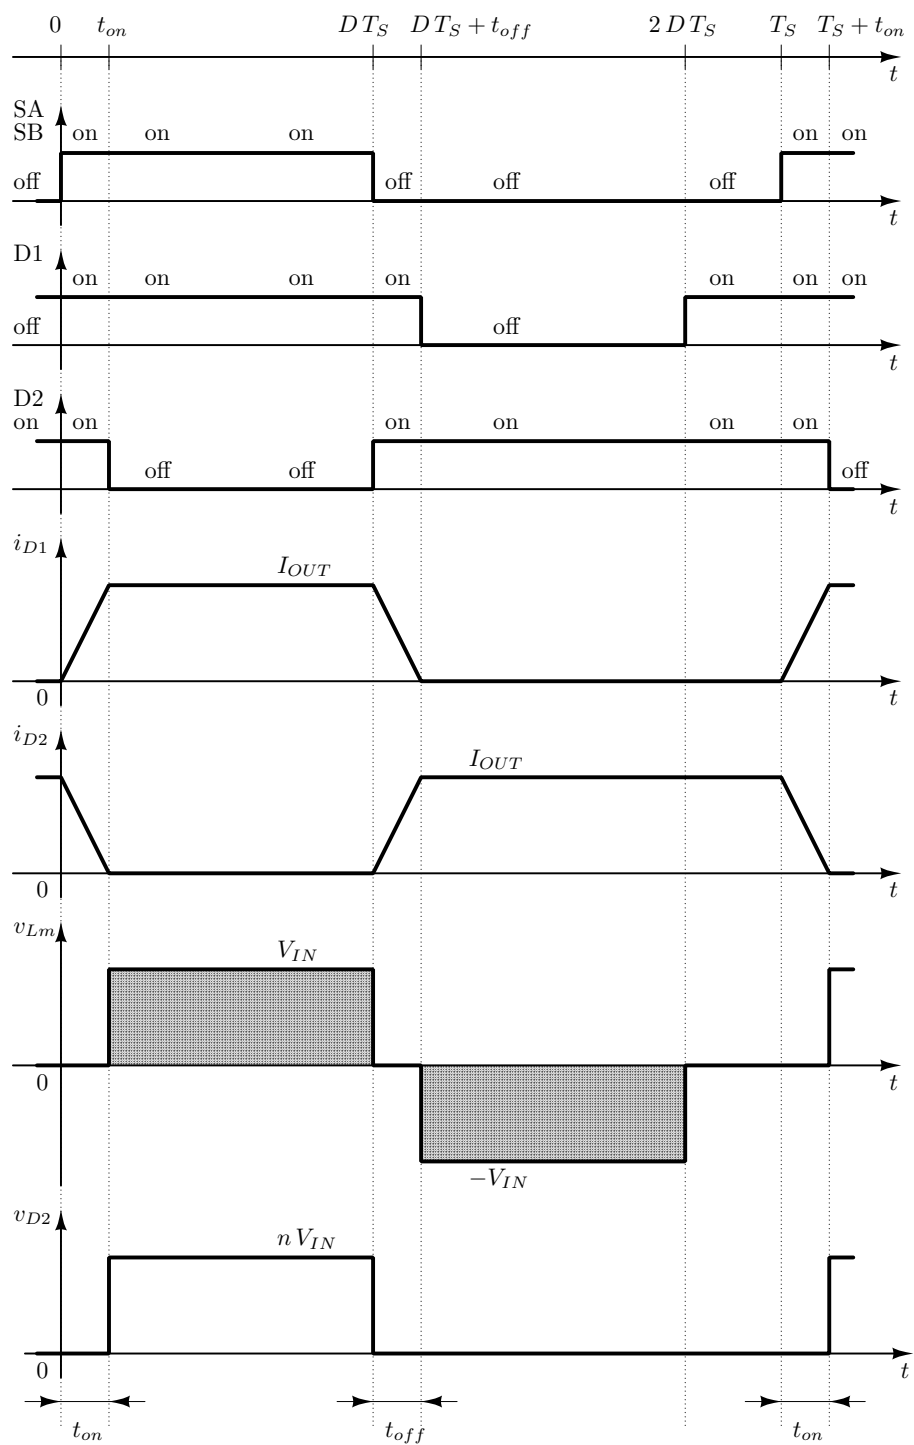 0 t_on D T_S D T_S + t_off 2 D T_S T_S T_S + t_on
t
SA
SB on on on on on
off off off off
t
D1
on on on on on on on
off off
t
D2
on on on on on on
off off off
t
i_D1
I_OUT
0 t
i_D2
I_OUT
0 t
v_Lm
V_IN
0 t
−V_IN
v_D2
n V_IN
0 t
t_on t_off t_on